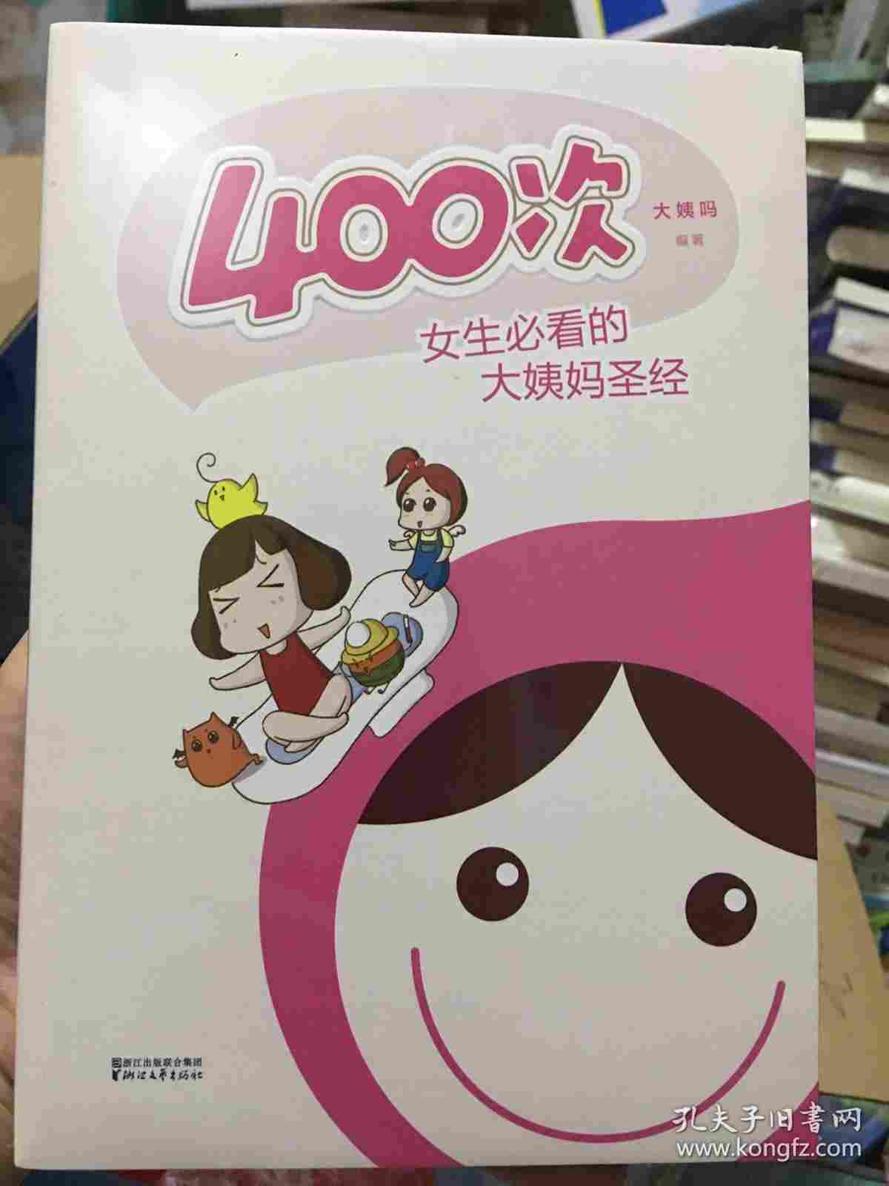 400次
大姨吗
编著
女生必看的
大姨妈圣经
浙江出版联合集团
浙江文艺出版社
孔夫子旧书网
www.kongfz.com